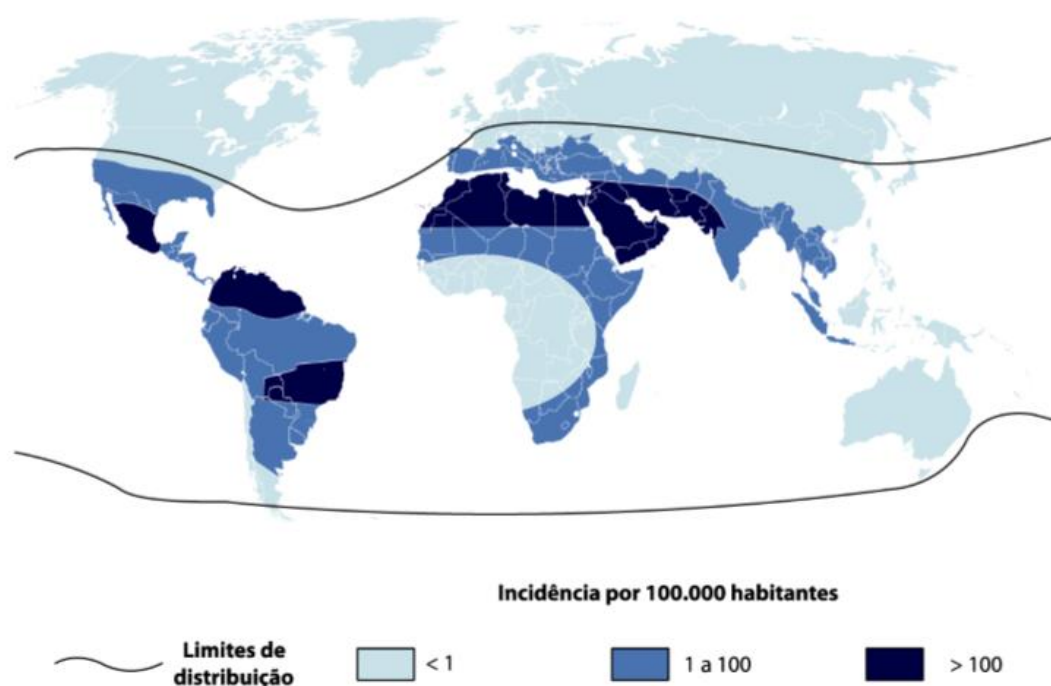 Incidência por 100.000 habitantes
Limites de
distribuição
< 1
1 a 100
> 100